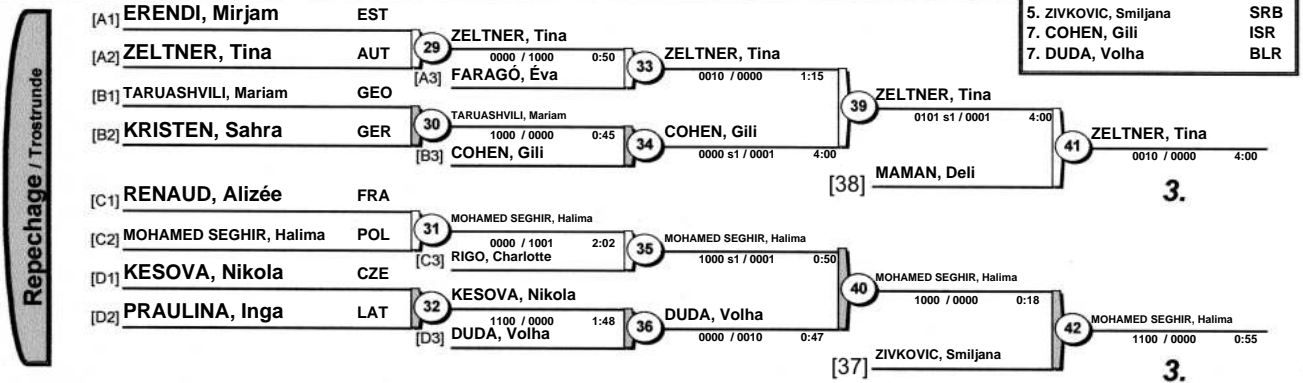 5. ZIVKOVIC, Smiljana SRB
7. COHEN, Gili ISR
7. DUDA, Volha BLR
Repechage / Trostrunde
[A1] ERENDI, Mirjam EST
[A2] ZELTNER, Tina AUT
[B1] TARUASHVILI, Mariam GEO
[B2] KRISTEN, Sahra GER
[C1] RENAUD, Alizée FRA
[C2] MOHAMED SEGHIR, Halima POL
[D1] KESOVA, Nikola CZE
[D2] PRAULINA, Inga LAT
29
ZELTNER, Tina
0000 / 1000 0:50
[A3] FARAGÓ, Éva
30
TARUASHVILI, Mariam
1000 / 0000 0:45
[B3] COHEN, Gili
31
MOHAMED SEGHIR, Halima
0000 / 1001 2:02
[C3] RIGO, Charlotte
32
KESOVA, Nikola
1100 / 0000 1:48
[D3] DUDA, Volha
33
ZELTNER, Tina
0010 / 0000 1:15
34
COHEN, Gili
0000 s1 / 0001 4:00
35
MOHAMED SEGHIR, Halima
1000 s1 / 0001 0:50
36
DUDA, Volha
0000 / 0010 0:47
39
ZELTNER, Tina
0101 s1 / 0001 4:00
[38] MAMAN, Deli
40
MOHAMED SEGHIR, Halima
1000 / 0000 0:18
[37] ZIVKOVIC, Smiljana
41
ZELTNER, Tina
0010 / 0000 4:00
3.
42
MOHAMED SEGHIR, Halima
1100 / 0000 0:55
3.